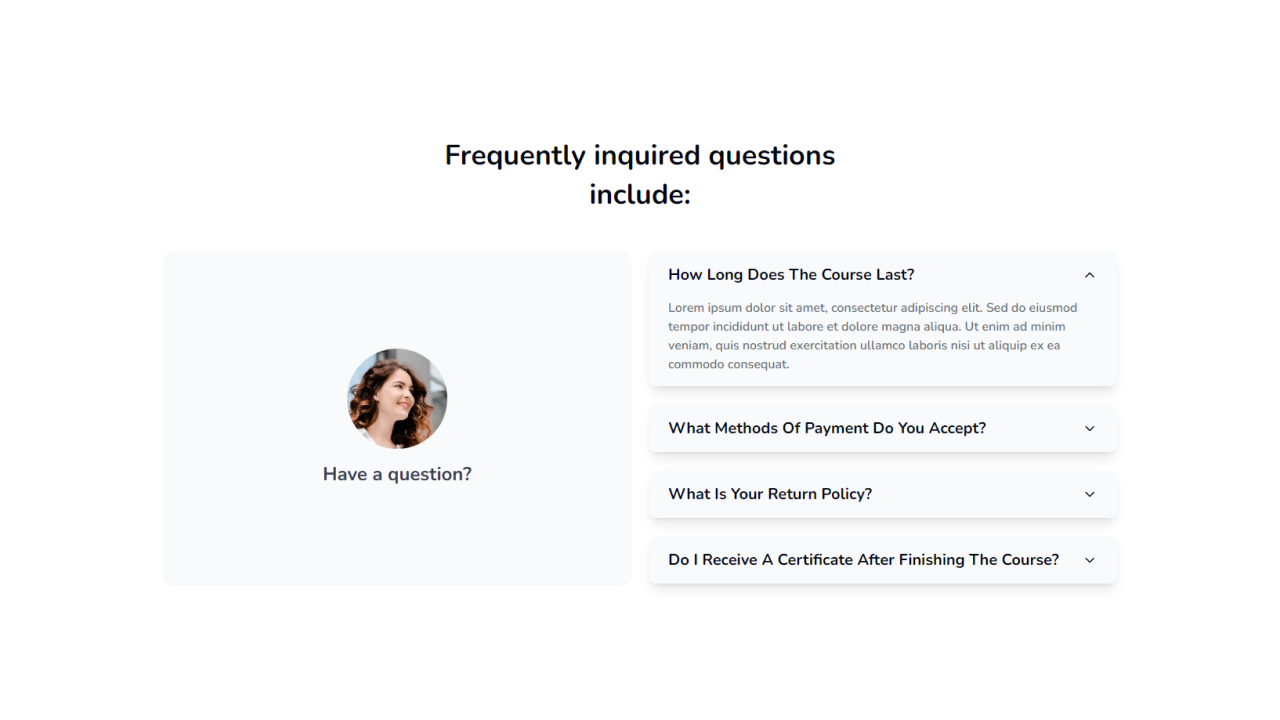 Frequently inquired questions
include:
Have a question?
How Long Does The Course Last?
Lorem ipsum dolor sit amet, consectetur adipiscing elit. Sed do eiusmod
tempor incididunt ut labore et dolore magna aliqua. Ut enim ad minim
veniam, quis nostrud exercitation ullamco laboris nisi ut aliquip ex ea
commodo consequat.
What Methods Of Payment Do You Accept?
What Is Your Return Policy?
Do I Receive A Certificate After Finishing The Course?